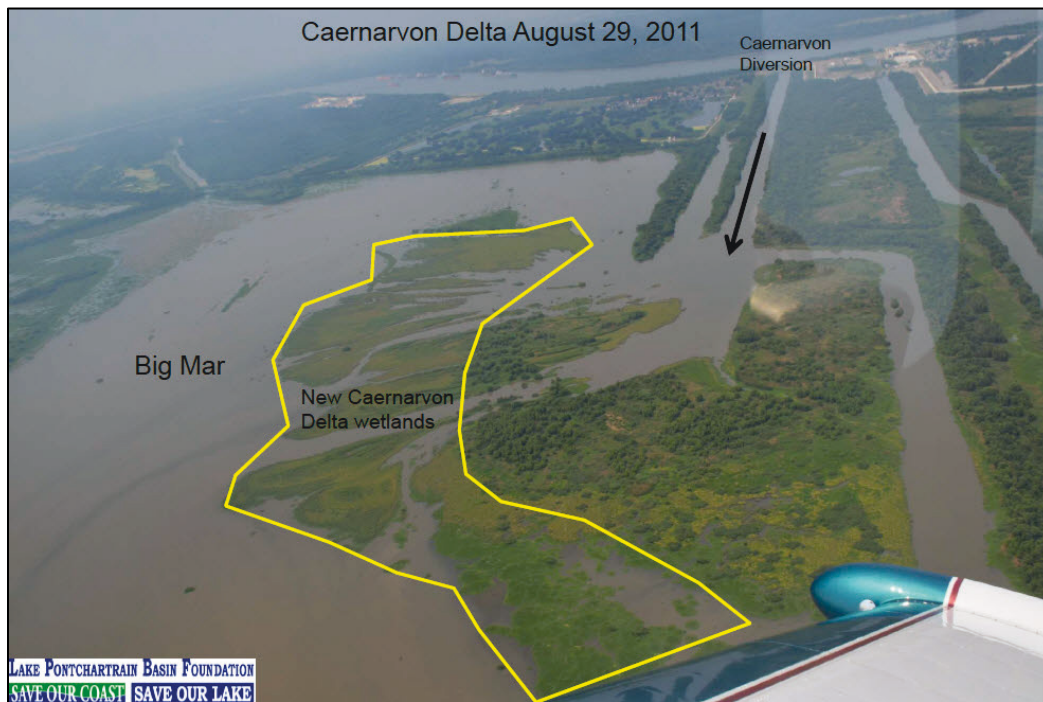 Caernarvon Delta August 29, 2011
Caernarvon
Diversion
Big Mar
New Caernarvon
Delta wetlands
LAKE PONTCHARTRAIN BASIN FOUNDATION
SAVE OUR COAST SAVE OUR LAKE